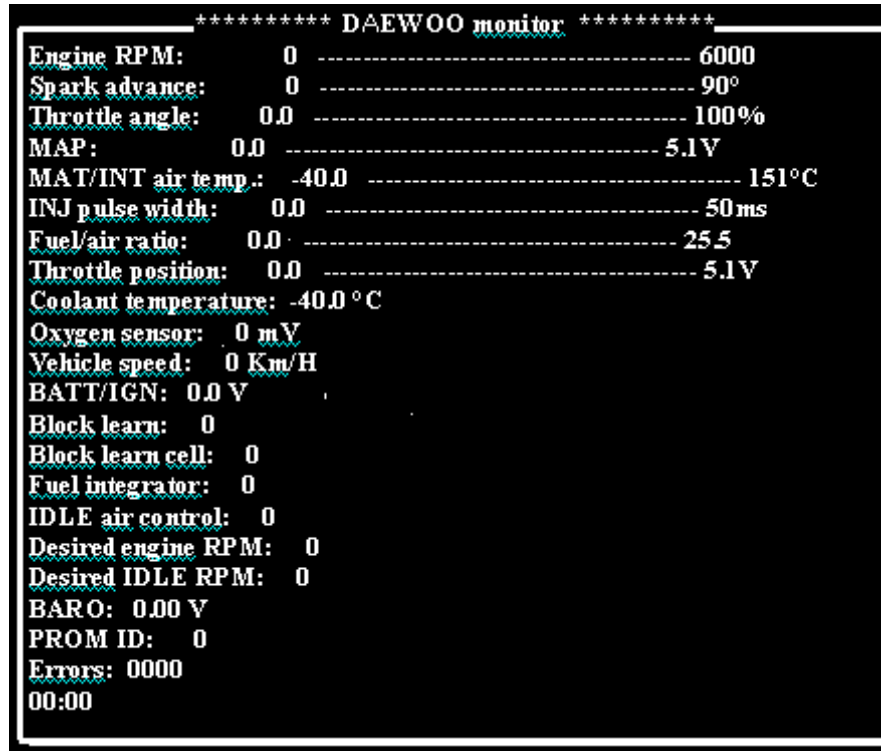 ********** DAEWOO monitor **********
Engine RPM: 0 ---------------------------------------- 6000
Spark advance: 0 ---------------------------------------- 90°
Throttle angle: 0.0 ---------------------------------------- 100%
MAP: 0.0 ---------------------------------------- 5.1V
MAT/INT air temp.: -40.0 ---------------------------------------- 151°C
INJ pulse width: 0.0 ---------------------------------------- 50ms
Fuel/air ratio: 0.0 ---------------------------------------- 25.5
Throttle position: 0.0 ---------------------------------------- 5.1V
Coolant temperature: -40.0 °C
Oxygen sensor: 0 mV
Vehicle speed: 0 Km/H
BATT/IGN: 0.0 V
Block learn: 0
Block learn cell: 0
Fuel integrator: 0
IDLE air control: 0
Desired engine RPM: 0
Desired IDLE RPM: 0
BARO: 0.00 V
PROM ID: 0
Errors: 0000
00:00